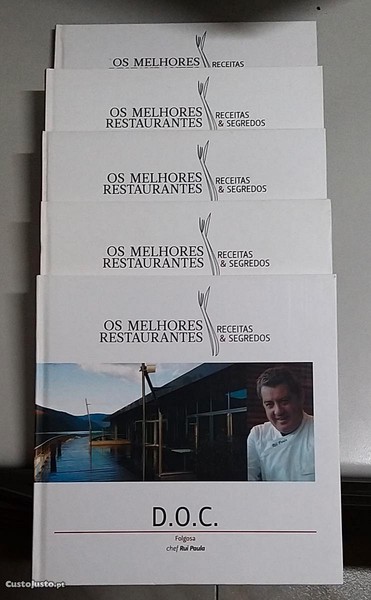 OS MELHORES RECEITAS
OS MELHORES RECEITAS
RESTAURANTES & SEGREDOS
OS MELHORES RECEITAS
RESTAURANTES & SEGREDOS
OS MELHORES RECEITAS
RESTAURANTES & SEGREDOS
OS MELHORES RECEITAS
RESTAURANTES & SEGREDOS
D.O.C.
Folgosa
chef Rui Paula
CustoJusto.pt